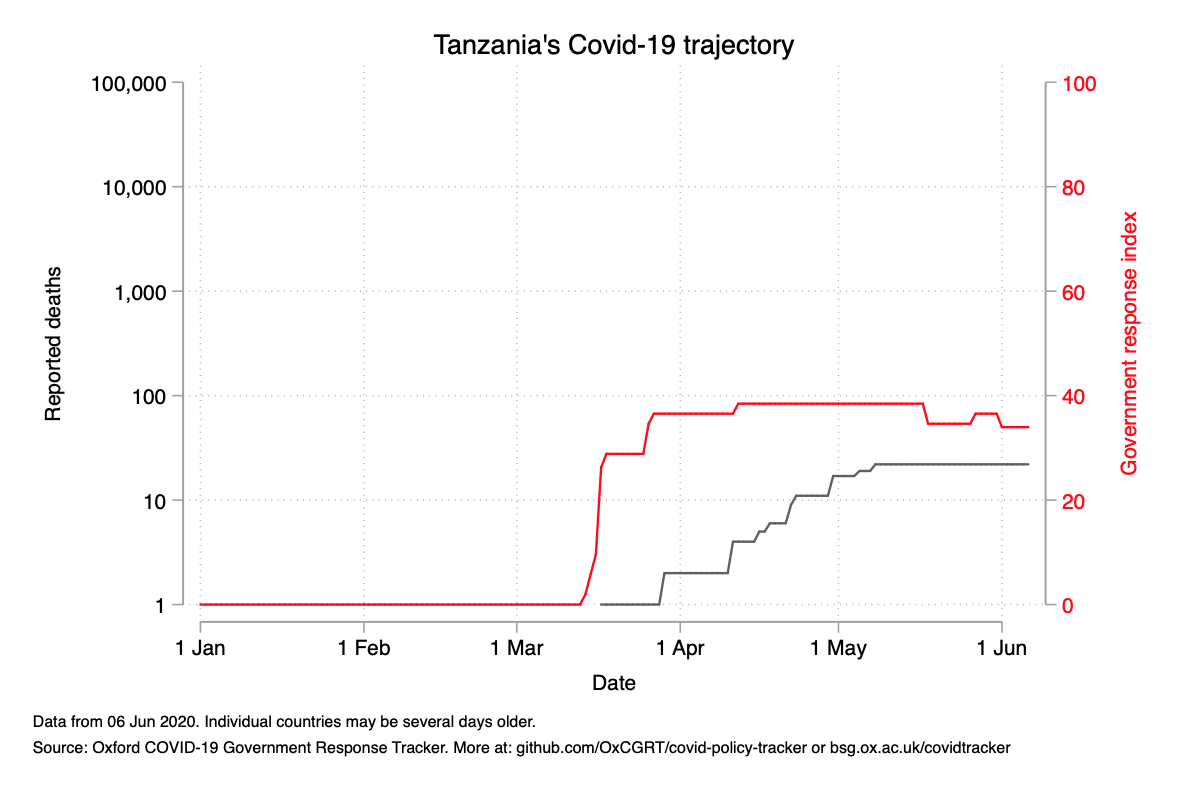 Tanzania's Covid-19 trajectory
100,000
10,000
1,000
100
10
1
Reported deaths
100
80
60
40
20
0
Government response index
1 Jan 1 Feb 1 Mar 1 Apr 1 May 1 Jun
Date
Data from 06 Jun 2020. Individual countries may be several days older.
Source: Oxford COVID-19 Government Response Tracker. More at: github.com/OxCGRT/covid-policy-tracker or bsg.ox.ac.uk/covidtracker